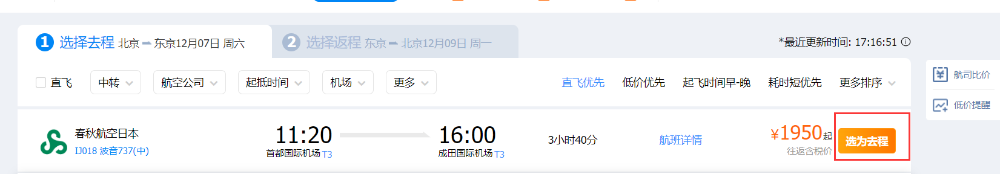 1 选择去程 北京 东京12月07日 周六
2 选择返程 东京 北京12月09日 周一
*最近更新时间: 17:16:51
直飞 中转 航空公司 起抵时间 机场 更多 直飞优先 低价优先 起飞时间早-晚 耗时短优先 更多排序
航司比价
低价提醒
春秋航空日本
IJ018 波音737(中)
11:20 16:00
首都国际机场 T3 成田国际机场 T3
3小时40分
航班详情
¥1950起
往返含税价
选为去程